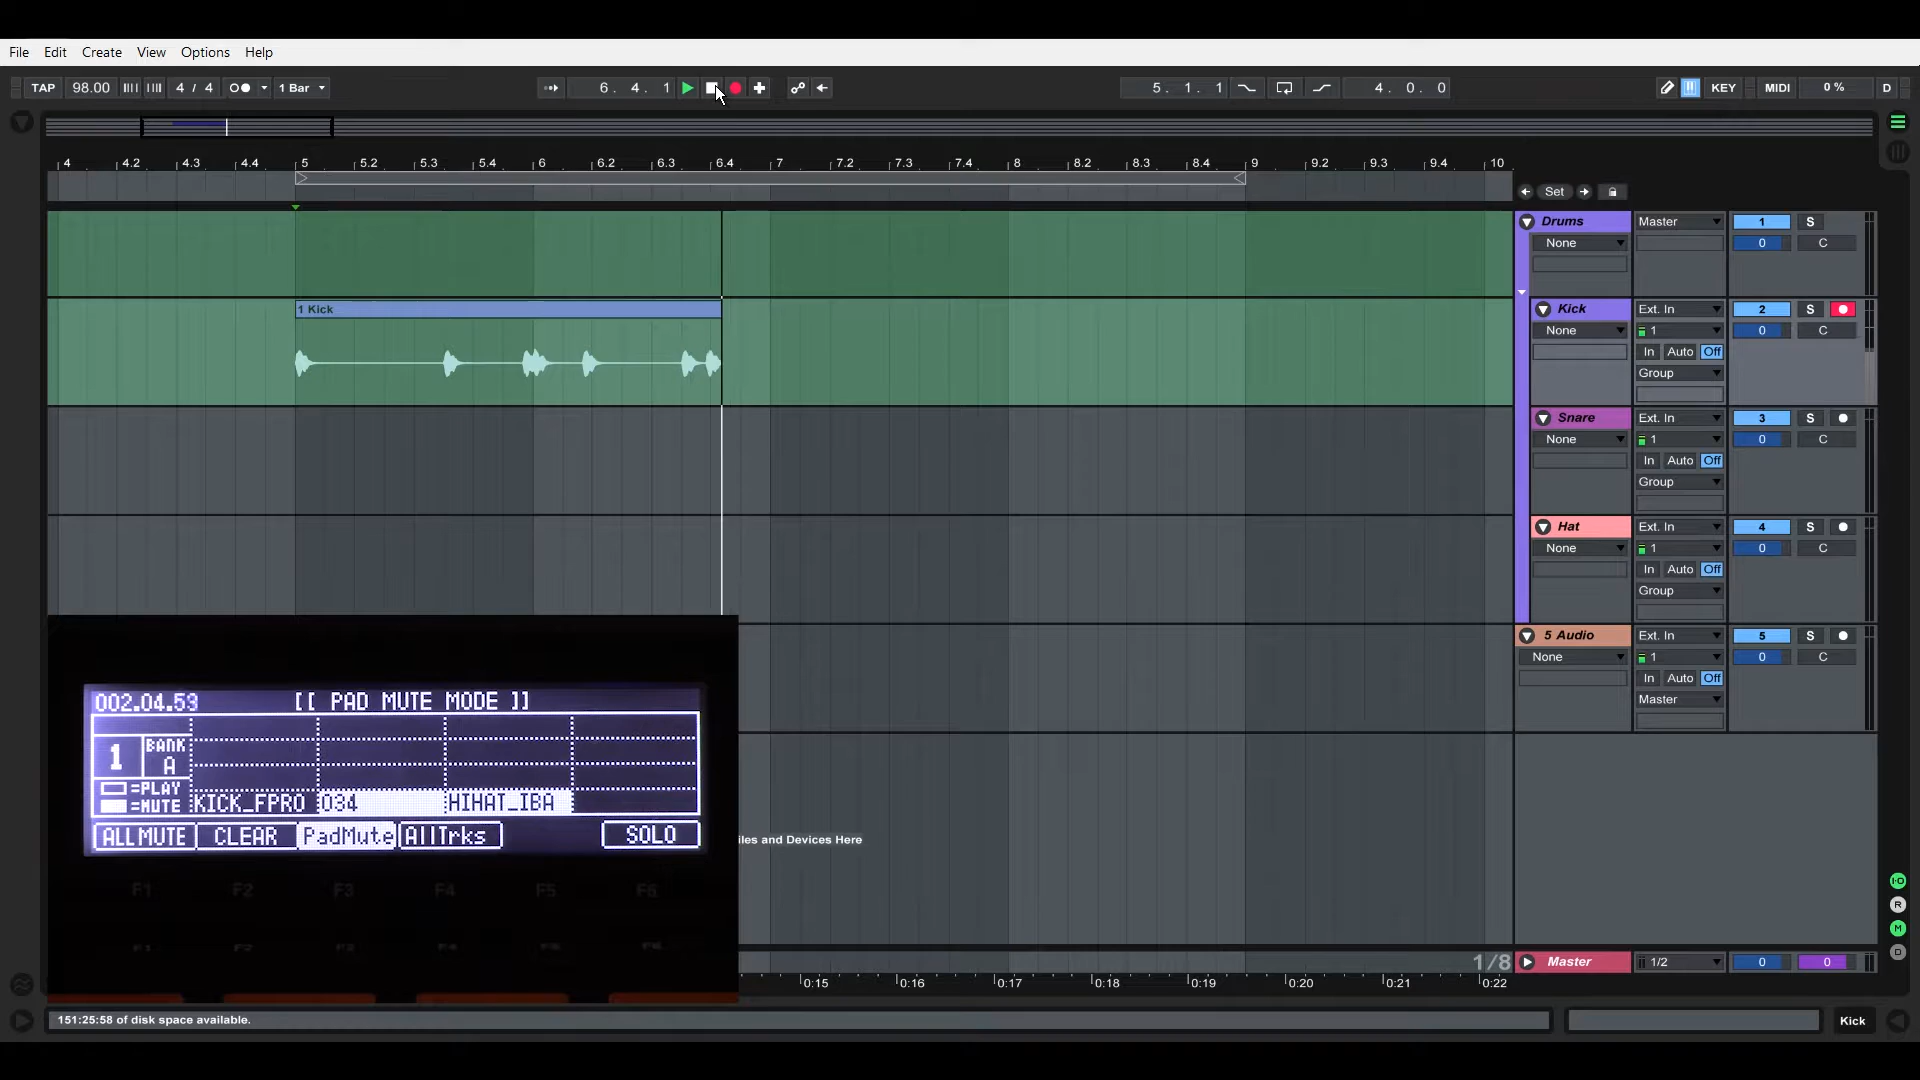 File Edit Create View Options Help
TAP 98.00 4 / 4 1 Bar 6. 4. 1 5. 1. 1 4. 0. 0 KEY MIDI 0 % D
4 4.2 4.3 4.4 5 5.2 5.3 5.4 6 6.2 6.3 6.4 7 7.2 7.3 7.4 8 8.2 8.3 8.4 9 9.2 9.3 9.4 10
Set
Drums Master 1 S
None 0 C
1 Kick
Kick Ext. In 2 S
None 1 0 C
In Auto Off
Group
Snare Ext. In 3 S
None 1 0 C
In Auto Off
Group
Hat Ext. In 4 S
None 1 0 C
In Auto Off
Group
5 Audio Ext. In 5 S
None 1 0 C
In Auto Off
Master
002.04.53 [[ PAD MUTE MODE ]]
1 BANK
A
=PLAY
=MUTE KICK_FPRO 034 HIHAT_IBA
ALLMUTE CLEAR PadMute AllTrks SOLO
F1 F2 F3 F4 F5 F6
iles and Devices Here
I·O
R
M
D
1/8 Master 1/2 0 0
0:15 0:16 0:17 0:18 0:19 0:20 0:21 0:22
151:25:58 of disk space available.
Kick